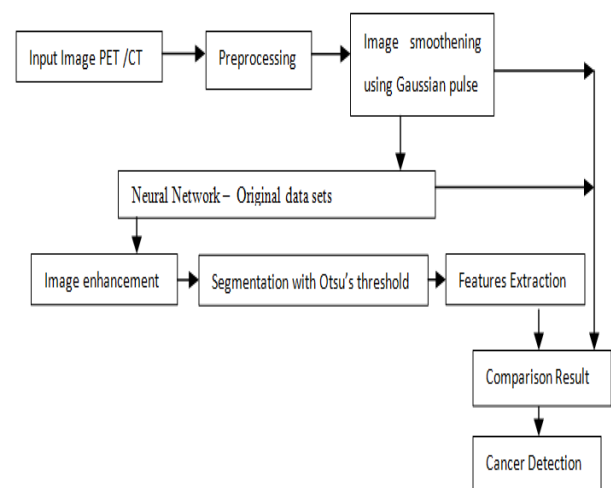 Input Image PET /CT
Preprocessing
Image smoothening
using Gaussian pulse
Neural Network – Original data sets
Image enhancement
Segmentation with Otsu's threshold
Features Extraction
Comparison Result
Cancer Detection